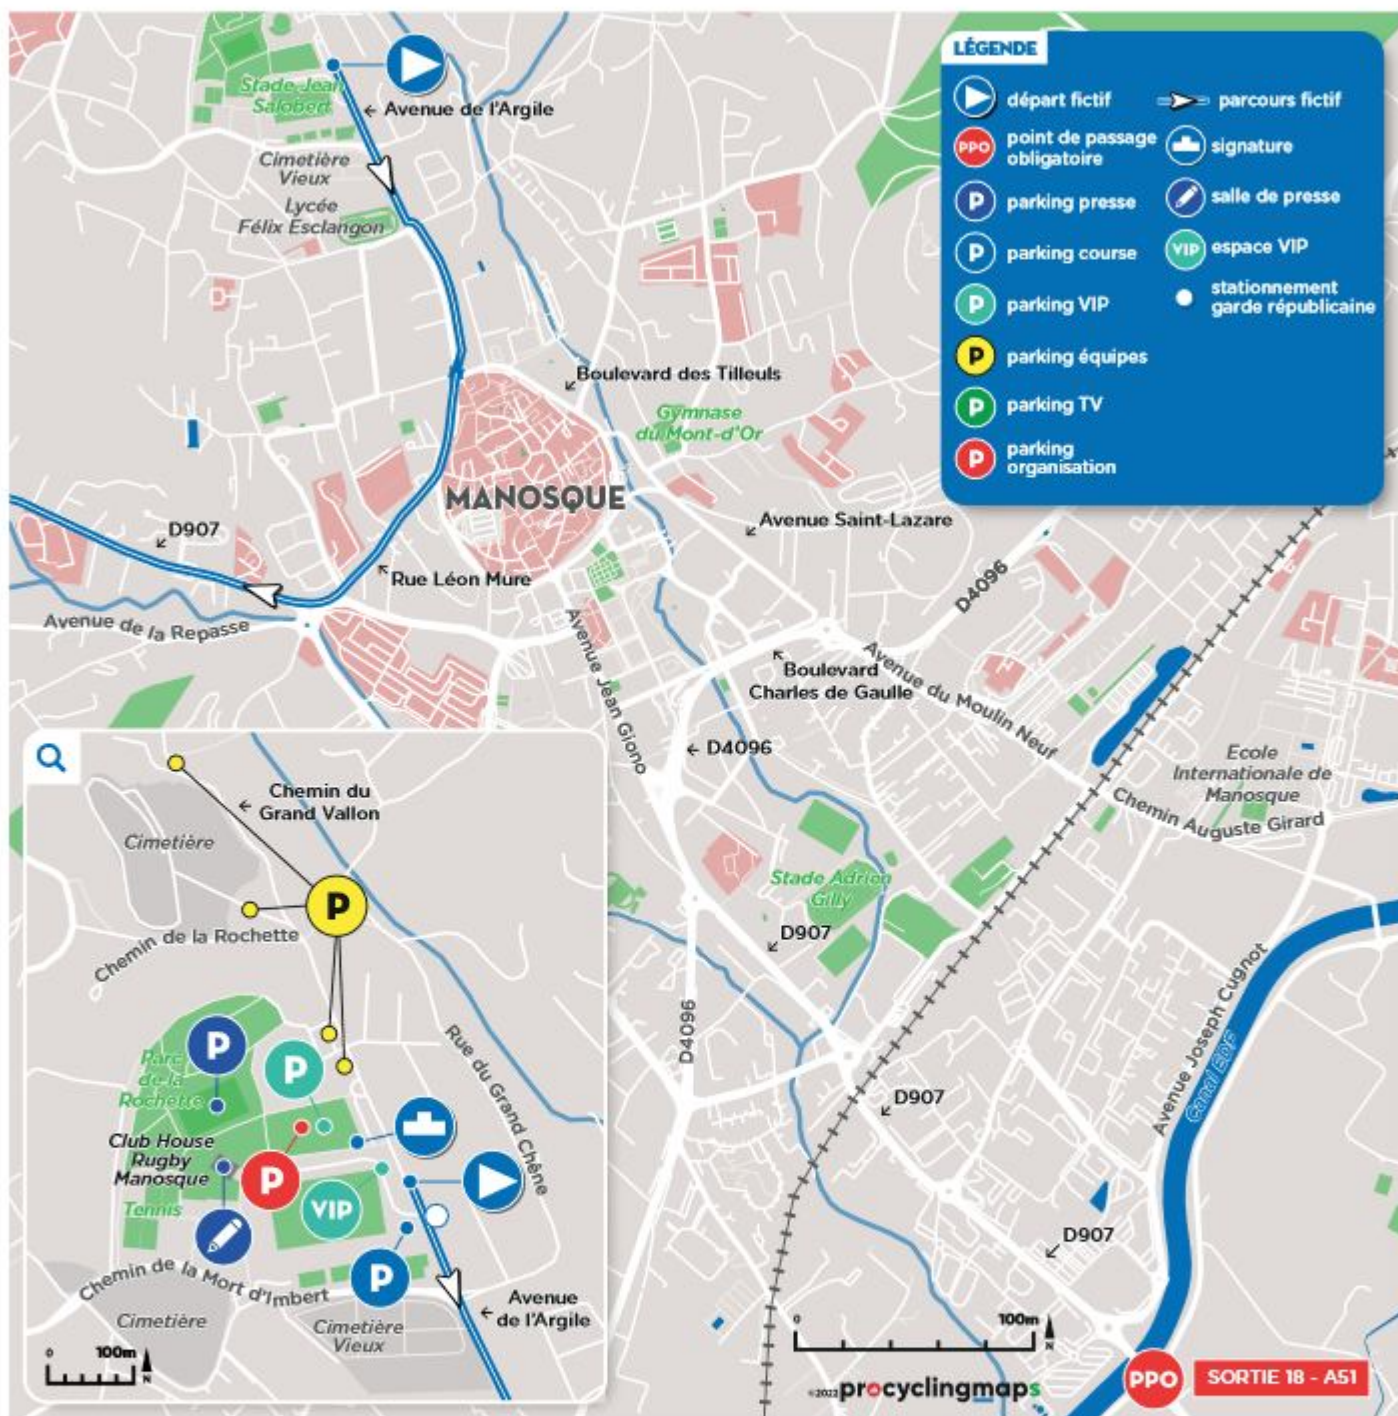 LÉGENDE
départ fictif
parcours fictif
PPO
point de passage
obligatoire
signature
P
parking presse
salle de presse
P
parking course
VIP
espace VIP
P
parking VIP
stationnement
garde républicaine
P
parking équipes
P
parking TV
P
parking
organisation
Stade Jean
Salobert
Avenue de l'Argile
Cimetière
Vieux
Lycée
Félix Esclangon
Boulevard des Tilleuls
Gymnase
du Mont-d'Or
MANOSQUE
D907
Avenue Saint-Lazare
Rue Léon Mure
D4096
Avenue de la Repasse
Avenue Jean Giono
Boulevard
Charles de Gaulle
Avenue du Moulin Neuf
D4096
Ecole
Internationale de
Manosque
Chemin Auguste Girard
Stade Adrien
Gilly
D907
D4096
Avenue Joseph Cugnot
Canal EDF
D907
D907
Chemin du
Grand Vallon
Cimetière
P
Chemin de la Rochette
P
Parc
de la
Rochette
P
Rue du Grand Chêne
Club House
Rugby
Manosque
P
VIP
Tennis
P
Chemin de la Mort d'Imbert
Avenue
de l'Argile
Cimetière
Cimetière
Vieux
0
100m
N
0
100m
N
©2022 procyclingmaps
PPO
SORTIE 18 - A51